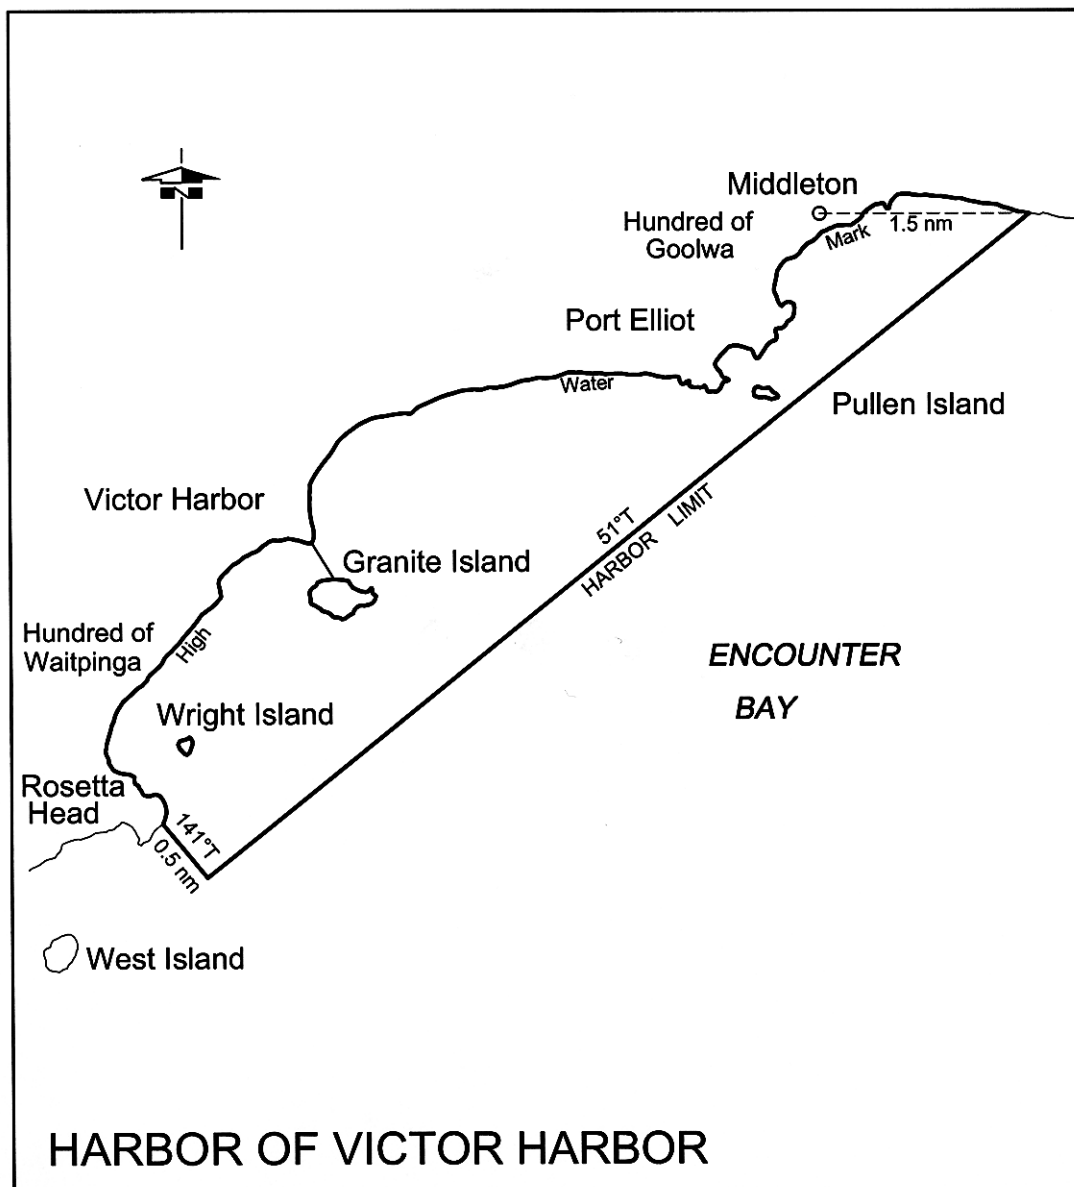 N
Middleton
Hundred of
Goolwa
1.5 nm
Mark
Port Elliot
Water
Pullen Island
Victor Harbor
51°T
HARBOR LIMIT
Granite Island
Hundred of
Waitpinga
High
ENCOUNTER
BAY
Wright Island
Rosetta
Head
141°T
0.5 nm
West Island
HARBOR OF VICTOR HARBOR